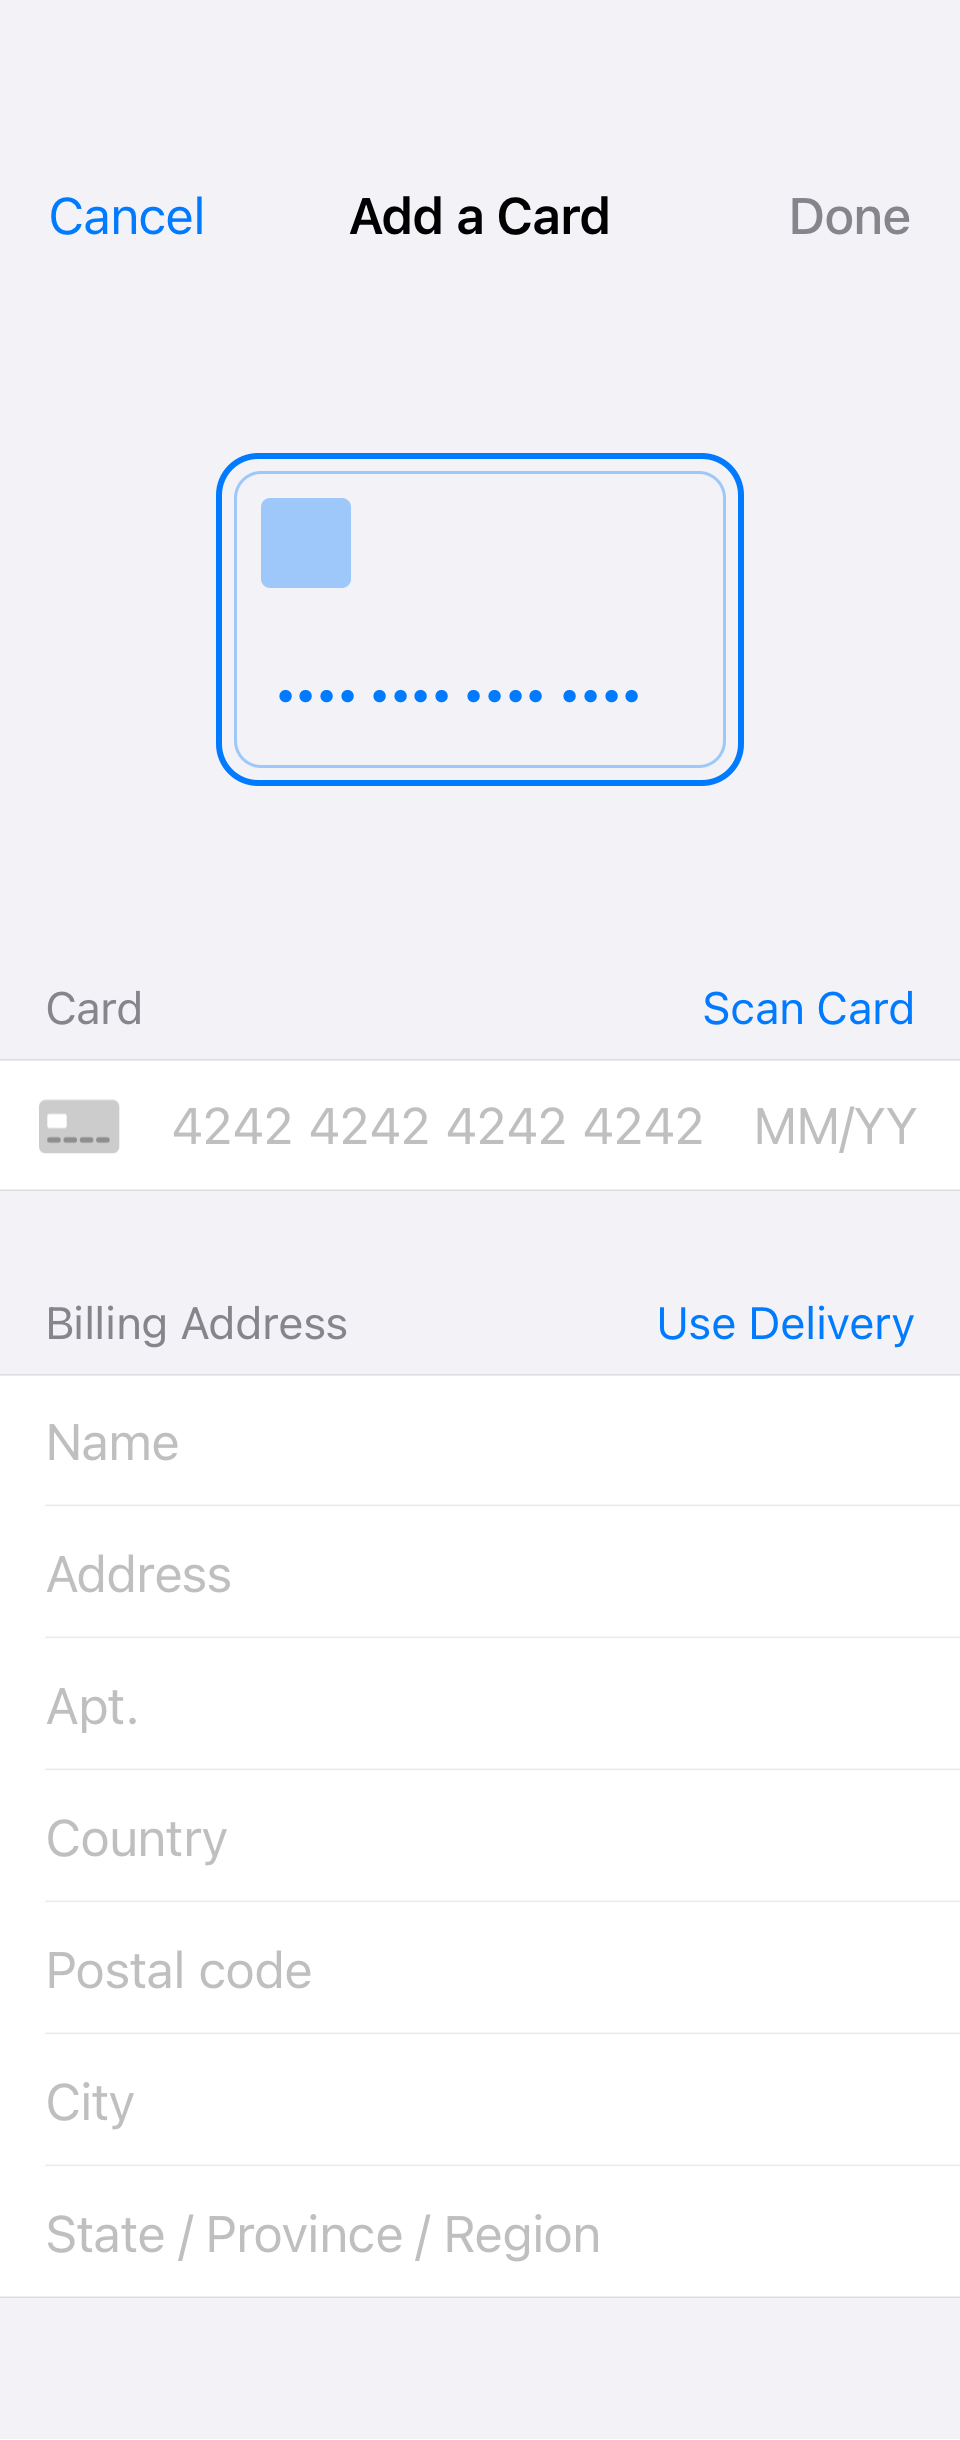 Cancel Add a Card Done
•••• •••• •••• ••••
Card Scan Card
4242 4242 4242 4242 MM/YY
Billing Address Use Delivery
Name
Address
Apt.
Country
Postal code
City
State / Province / Region